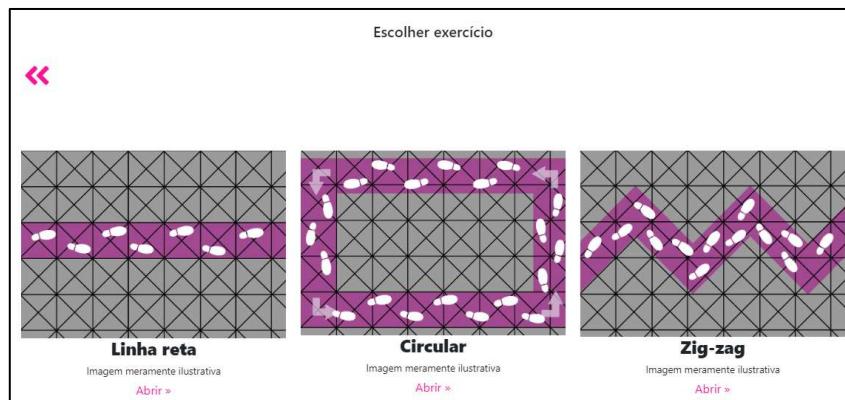 Escolher exercício
Linha reta
Imagem meramente ilustrativa
Abrir »
Circular
Imagem meramente ilustrativa
Abrir »
Zig-zag
Imagem meramente ilustrativa
Abrir »